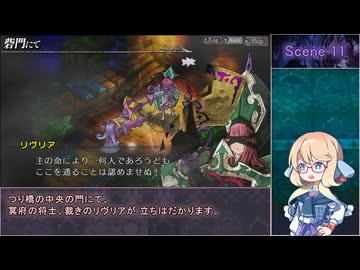 砦門にて
Log
Auto
Skip
Scene 11
リヴリア
主の命により…何人であろうとも
ここを通ることは認めませぬ！
つり橋の中央の門にて、
冥府の将士、裁きのリヴリアが 立ちはだかります。